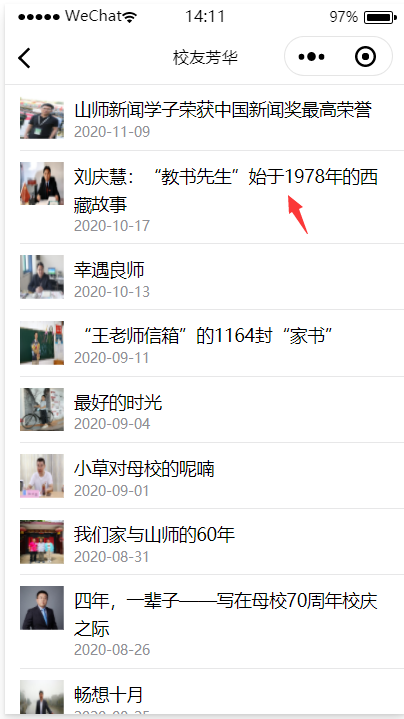 WeChat 14:11 97%
校友芳华
山师新闻学子荣获中国新闻奖最高荣誉
2020-11-09
刘庆慧：“教书先生”始于1978年的西
藏故事
2020-10-17
幸遇良师
2020-10-13
“王老师信箱”的1164封“家书”
2020-09-11
最好的时光
2020-09-04
小草对母校的呢喃
2020-09-01
我们家与山师的60年
2020-08-31
四年，一辈子——写在母校70周年校庆
之际
2020-08-26
畅想十月
2020-08-25